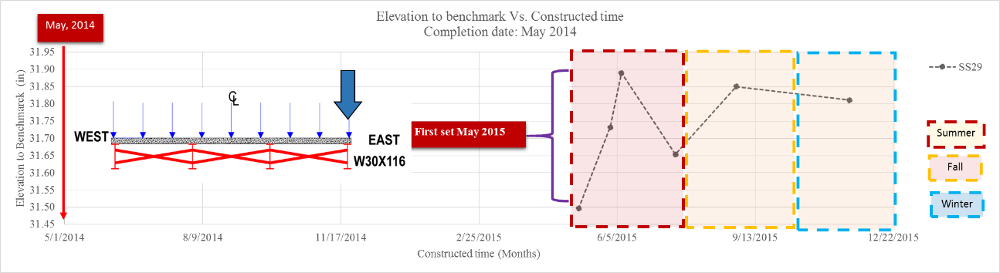 Elevation to benchmark Vs. Constructed time
Completion date: May 2014
May, 2014
Elevation to Benchmark (in)
31.95
31.90
31.85
31.80
31.75
31.70
31.65
31.60
31.55
31.50
31.45
℄
WEST
EAST
W30X116
First set May 2015
SS29
Summer
Fall
Winter
5/1/2014 8/9/2014 11/17/2014 2/25/2015 6/5/2015 9/13/2015 12/22/2015
Constructed time (Months)